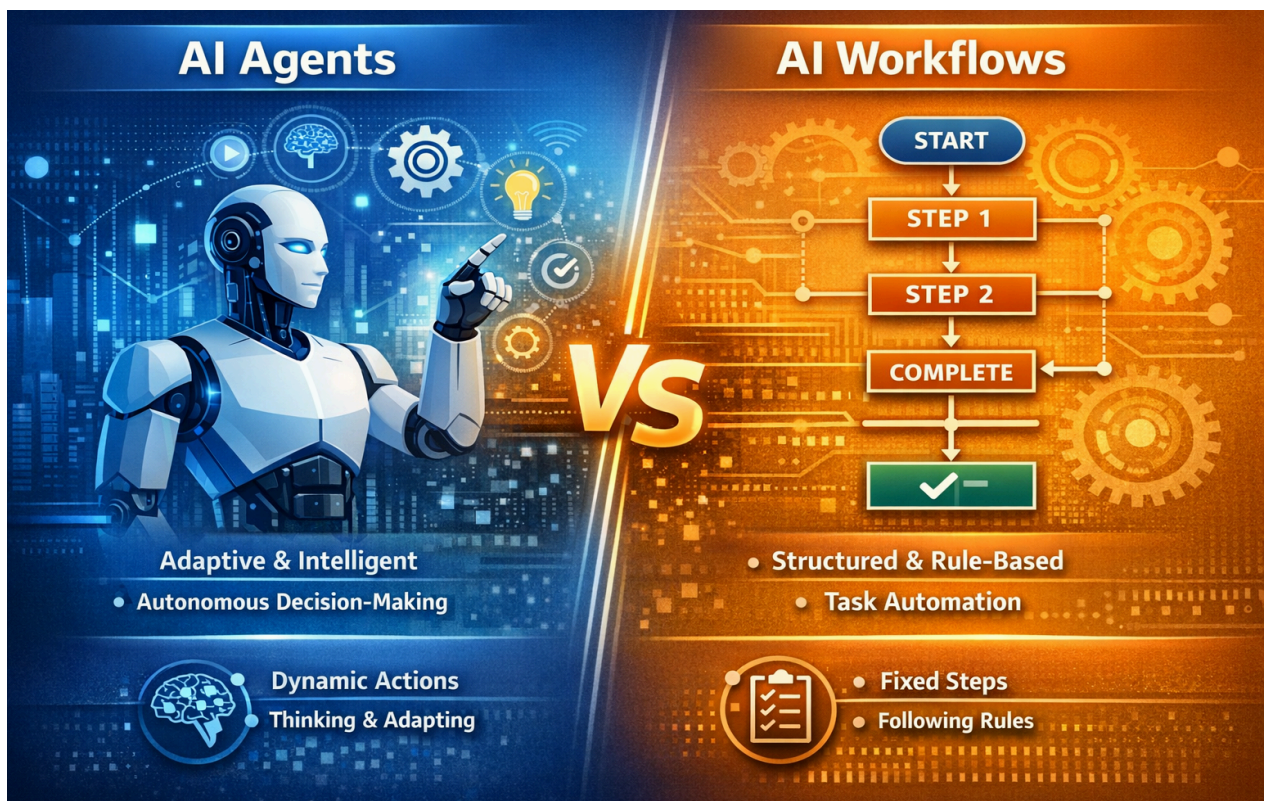 AI Agents
Adaptive & Intelligent
• Autonomous Decision-Making
Dynamic Actions
Thinking & Adapting
VS
AI Workflows
START
STEP 1
STEP 2
COMPLETE
• Structured & Rule-Based
• Task Automation
• Fixed Steps
• Following Rules